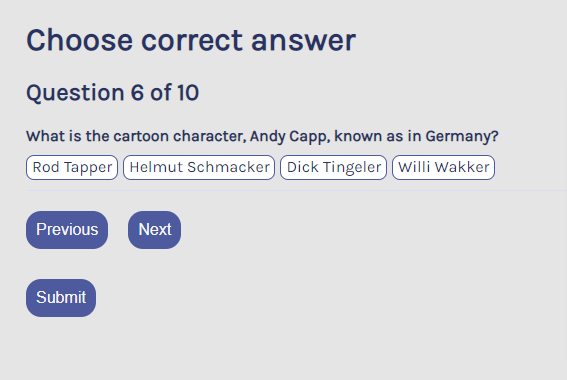 Choose correct answer
Question 6 of 10
What is the cartoon character, Andy Capp, known as in Germany?
Rod Tapper Helmut Schmacker Dick Tingeler Willi Wakker
Previous Next
Submit